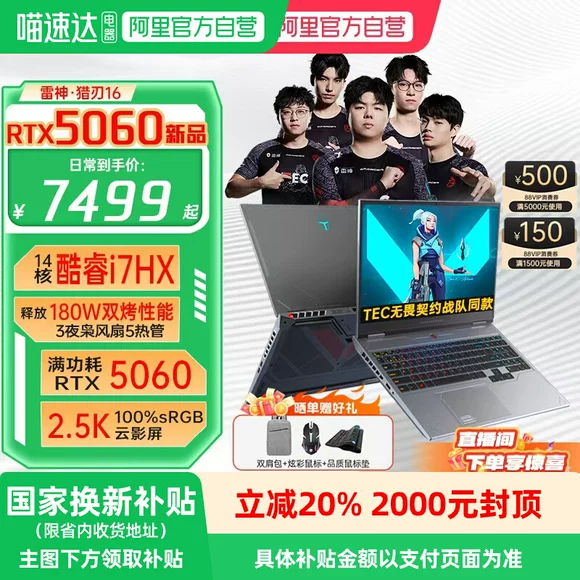 喵速达电器 阿里官方自营 阿里官方自营
雷神·猎刃16
RTX5060新品
日常到手价:
¥7499起
14核 酷睿i7HX
释放 180W双烤性能
3夜枭风扇5热管
满功耗 RTX 5060
2.5K 100%sRGB 云影屏
¥500
88VIP消费券
满5000元使用
¥150
88VIP消费券
满1500元使用
TEC无畏契约战队同款
晒单赠好礼
双肩包+炫彩鼠标+品质鼠标垫
直播间
下单享惊喜
国家换新补贴
(限省内收货地址)
主图下方领取补贴
立减20% 2000元封顶
具体补贴金额以支付页面为准